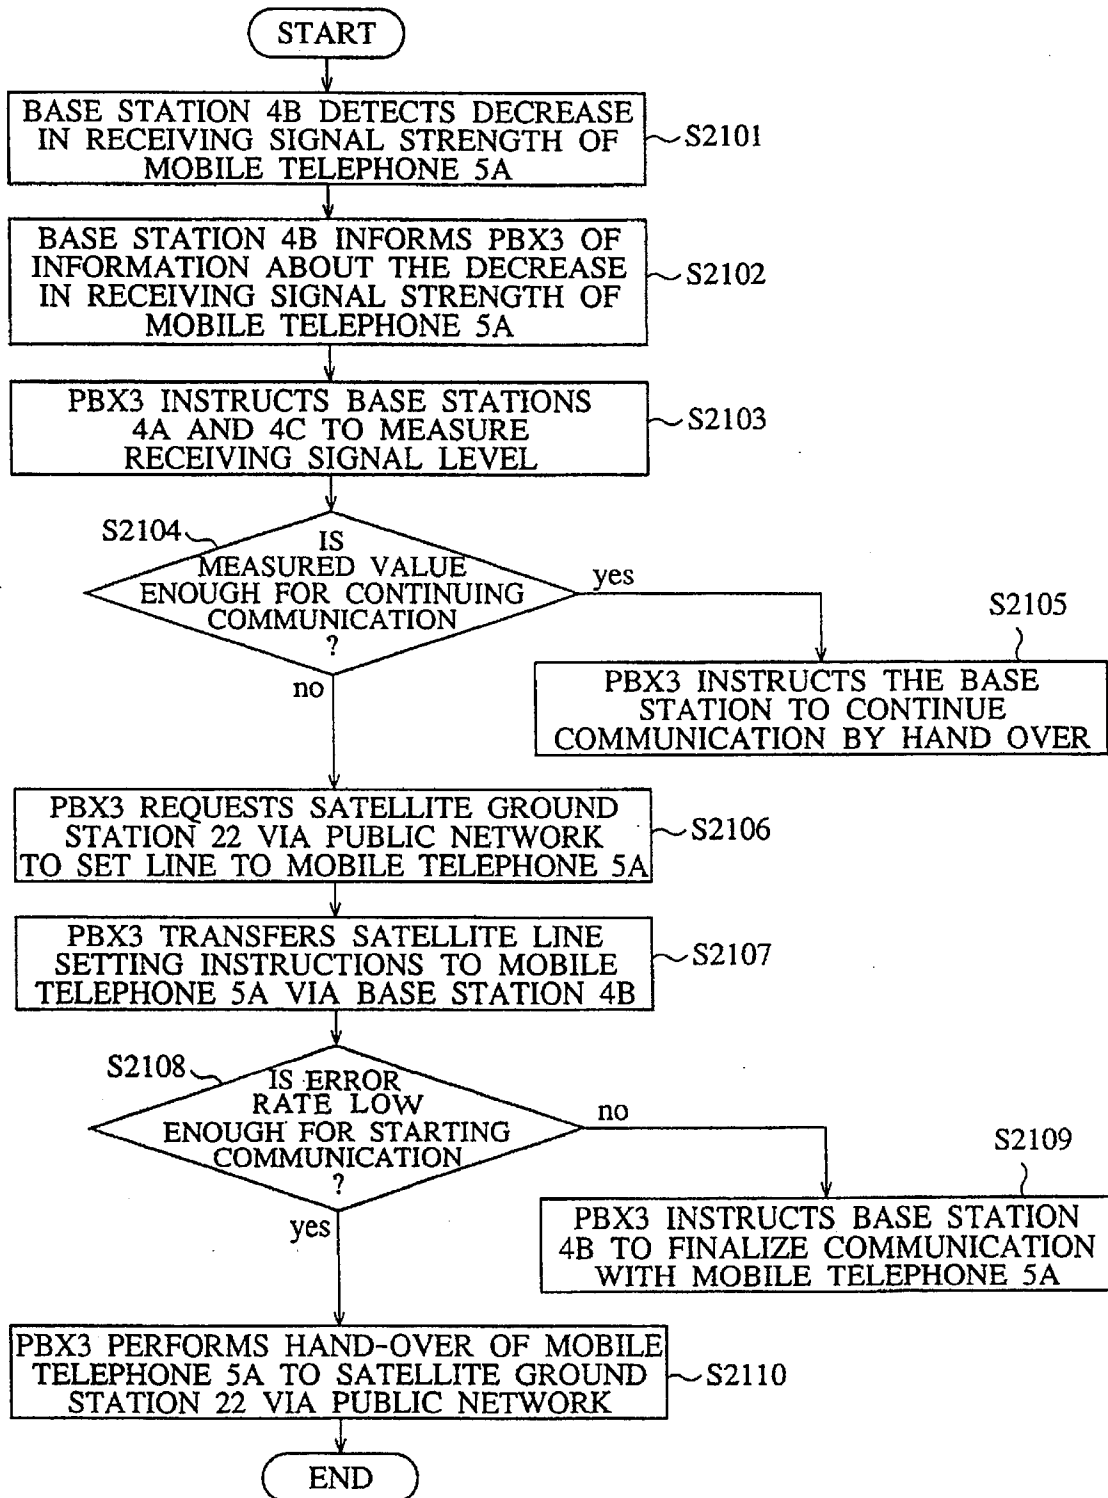 START
BASE STATION 4B DETECTS DECREASE
IN RECEIVING SIGNAL STRENGTH OF
MOBILE TELEPHONE 5A
S2101
BASE STATION 4B INFORMS PBX3 OF
INFORMATION ABOUT THE DECREASE
IN RECEIVING SIGNAL STRENGTH OF
MOBILE TELEPHONE 5A
S2102
PBX3 INSTRUCTS BASE STATIONS
4A AND 4C TO MEASURE
RECEIVING SIGNAL LEVEL
S2103
S2104
IS
MEASURED VALUE
ENOUGH FOR CONTINUING
COMMUNICATION
?
yes
no
S2105
PBX3 INSTRUCTS THE BASE
STATION TO CONTINUE
COMMUNICATION BY HAND OVER
PBX3 REQUESTS SATELLITE GROUND
STATION 22 VIA PUBLIC NETWORK
TO SET LINE TO MOBILE TELEPHONE 5A
S2106
PBX3 TRANSFERS SATELLITE LINE
SETTING INSTRUCTIONS TO MOBILE
TELEPHONE 5A VIA BASE STATION 4B
S2107
S2108
IS ERROR
RATE LOW
ENOUGH FOR STARTING
COMMUNICATION
?
no
yes
S2109
PBX3 INSTRUCTS BASE STATION
4B TO FINALIZE COMMUNICATION
WITH MOBILE TELEPHONE 5A
PBX3 PERFORMS HAND-OVER OF MOBILE
TELEPHONE 5A TO SATELLITE GROUND
STATION 22 VIA PUBLIC NETWORK
S2110
END